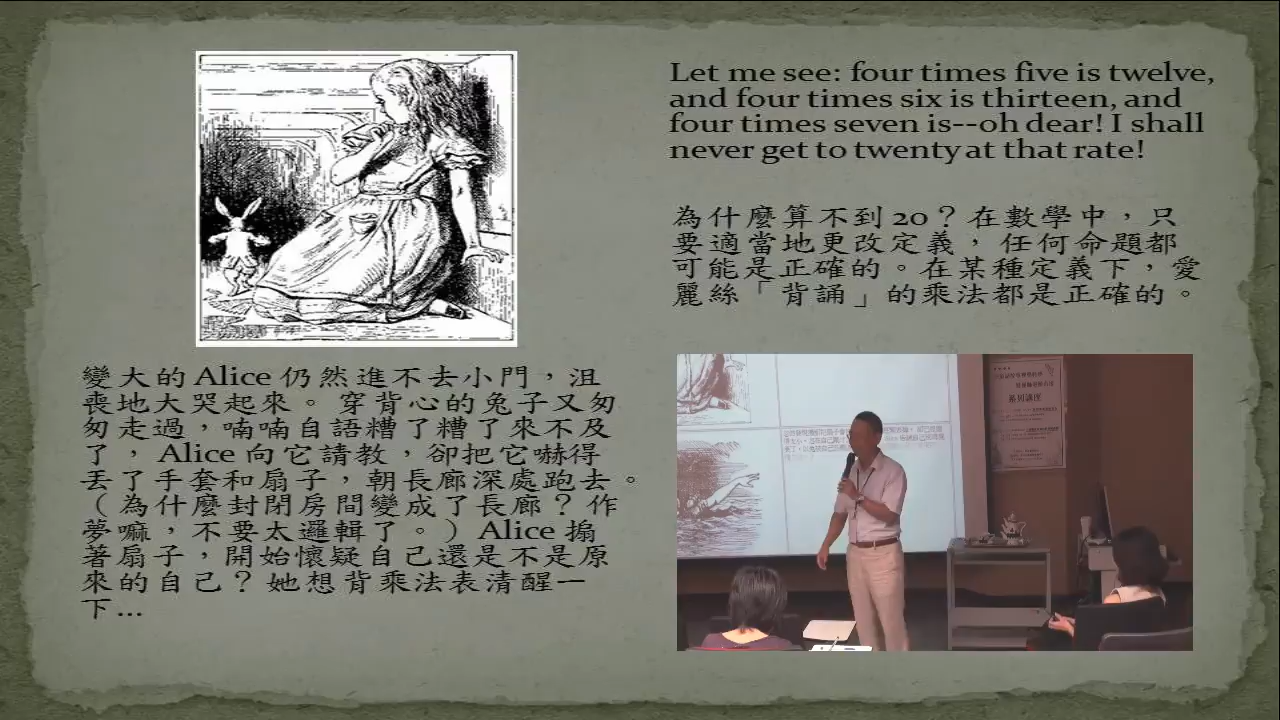 Let me see: four times five is twelve,
and four times six is thirteen, and
four times seven is--oh dear! I shall
never get to twenty at that rate!
為什麼算不到20？在數學中，只
要適當地更改定義，任何命題都
可能是正確的。在某種定義下，愛
麗絲「背誦」的乘法都是正確的。
變大的 Alice 仍然進不去小門，沮
喪地大哭起來。穿背心的兔子又匆
匆走過，喃喃自語糟了糟了來不及
了，Alice 向它請教，卻把它嚇得
丟了手套和扇子，朝長廊深處跑去。
（為什麼封閉房間變成了長廊？作
夢嘛，不要太邏輯了。）Alice 搧
著扇子，開始懷疑自己還是不是原
來的自己？她想背乘法表清醒一
下...
系列講座